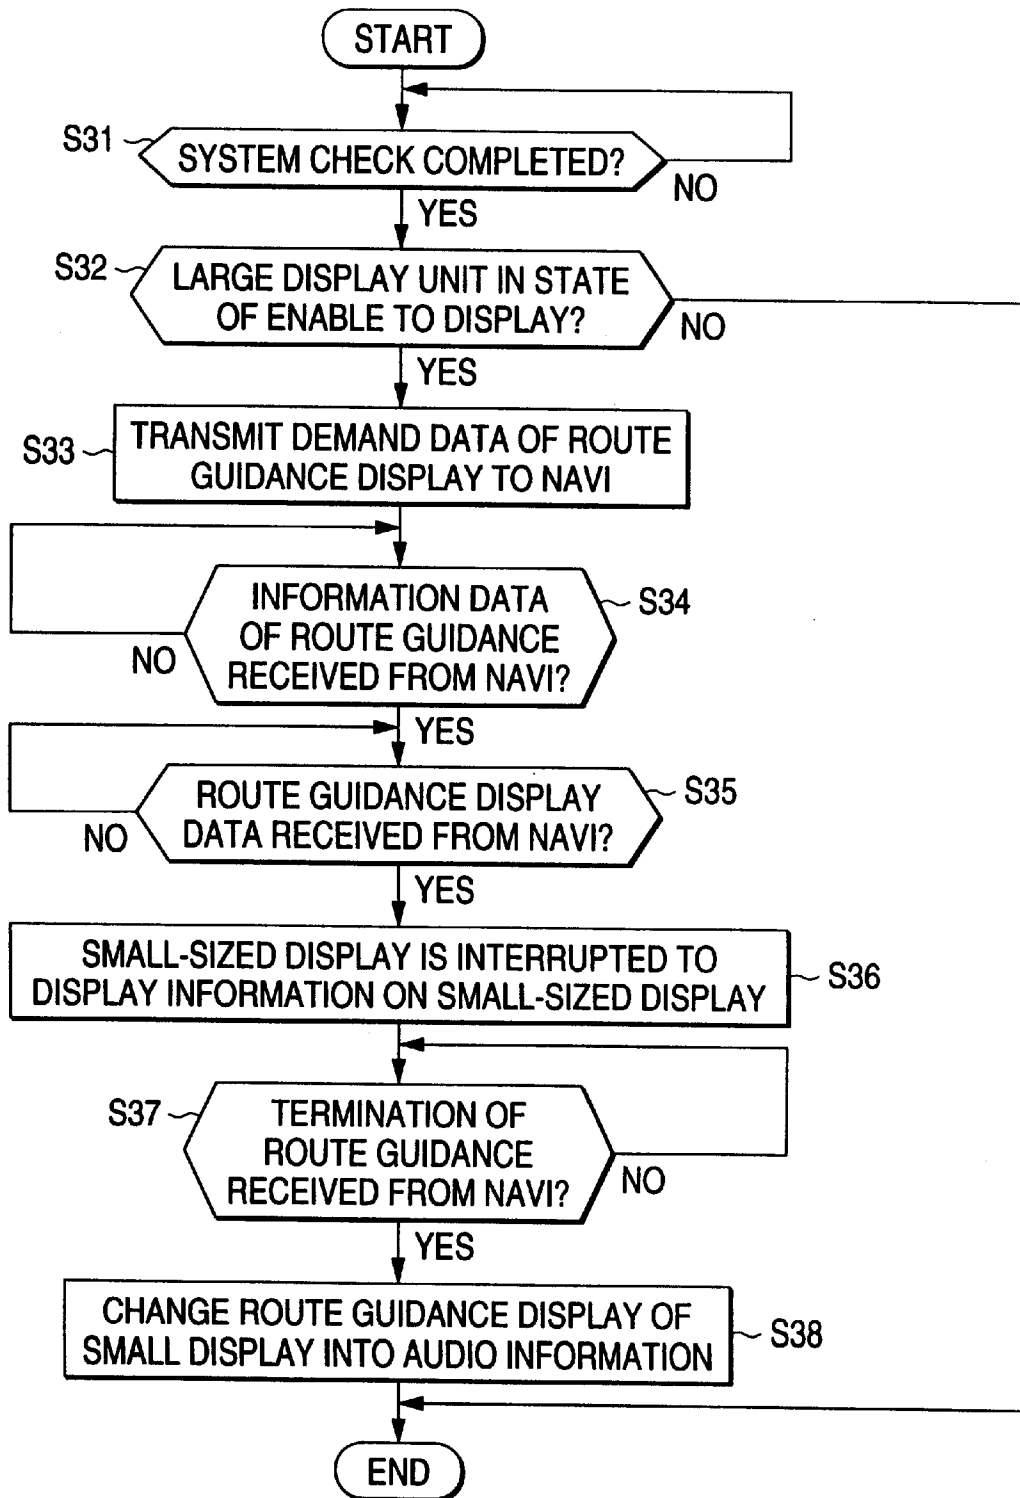 START
S31
SYSTEM CHECK COMPLETED?
NO
YES
S32
LARGE DISPLAY UNIT IN STATE
OF ENABLE TO DISPLAY?
NO
YES
S33
TRANSMIT DEMAND DATA OF ROUTE
GUIDANCE DISPLAY TO NAVI
INFORMATION DATA
OF ROUTE GUIDANCE
RECEIVED FROM NAVI?
S34
NO
YES
ROUTE GUIDANCE DISPLAY
DATA RECEIVED FROM NAVI?
S35
NO
YES
SMALL-SIZED DISPLAY IS INTERRUPTED TO
DISPLAY INFORMATION ON SMALL-SIZED DISPLAY
S36
S37
TERMINATION OF
ROUTE GUIDANCE
RECEIVED FROM NAVI?
NO
YES
CHANGE ROUTE GUIDANCE DISPLAY OF
SMALL DISPLAY INTO AUDIO INFORMATION
S38
END